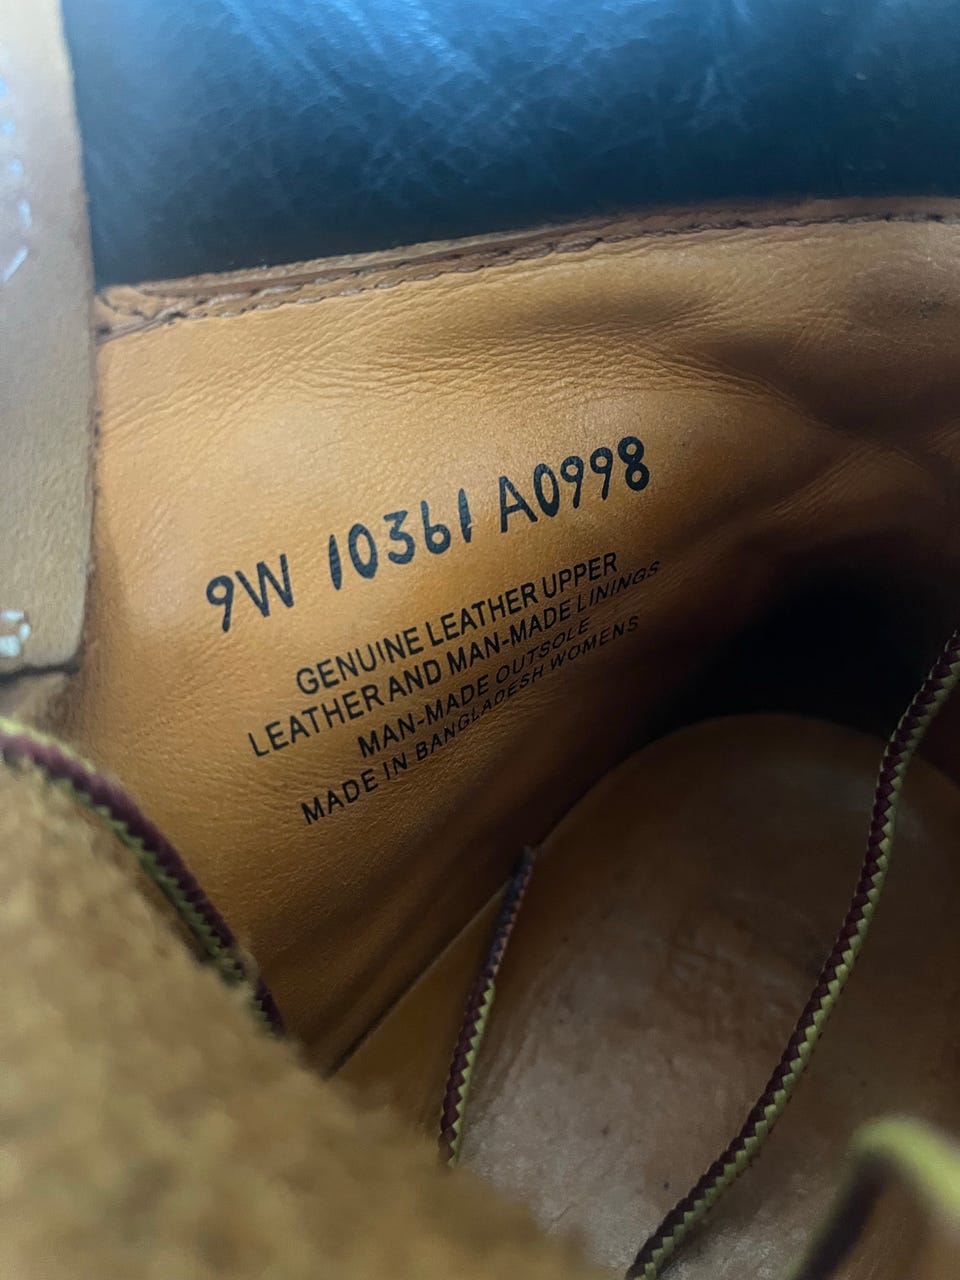 9W 10361 A0998
GENUINE LEATHER UPPER
LEATHER AND MAN-MADE LININGS
MAN-MADE OUTSOLE
MADE IN BANGLADESH WOMENS